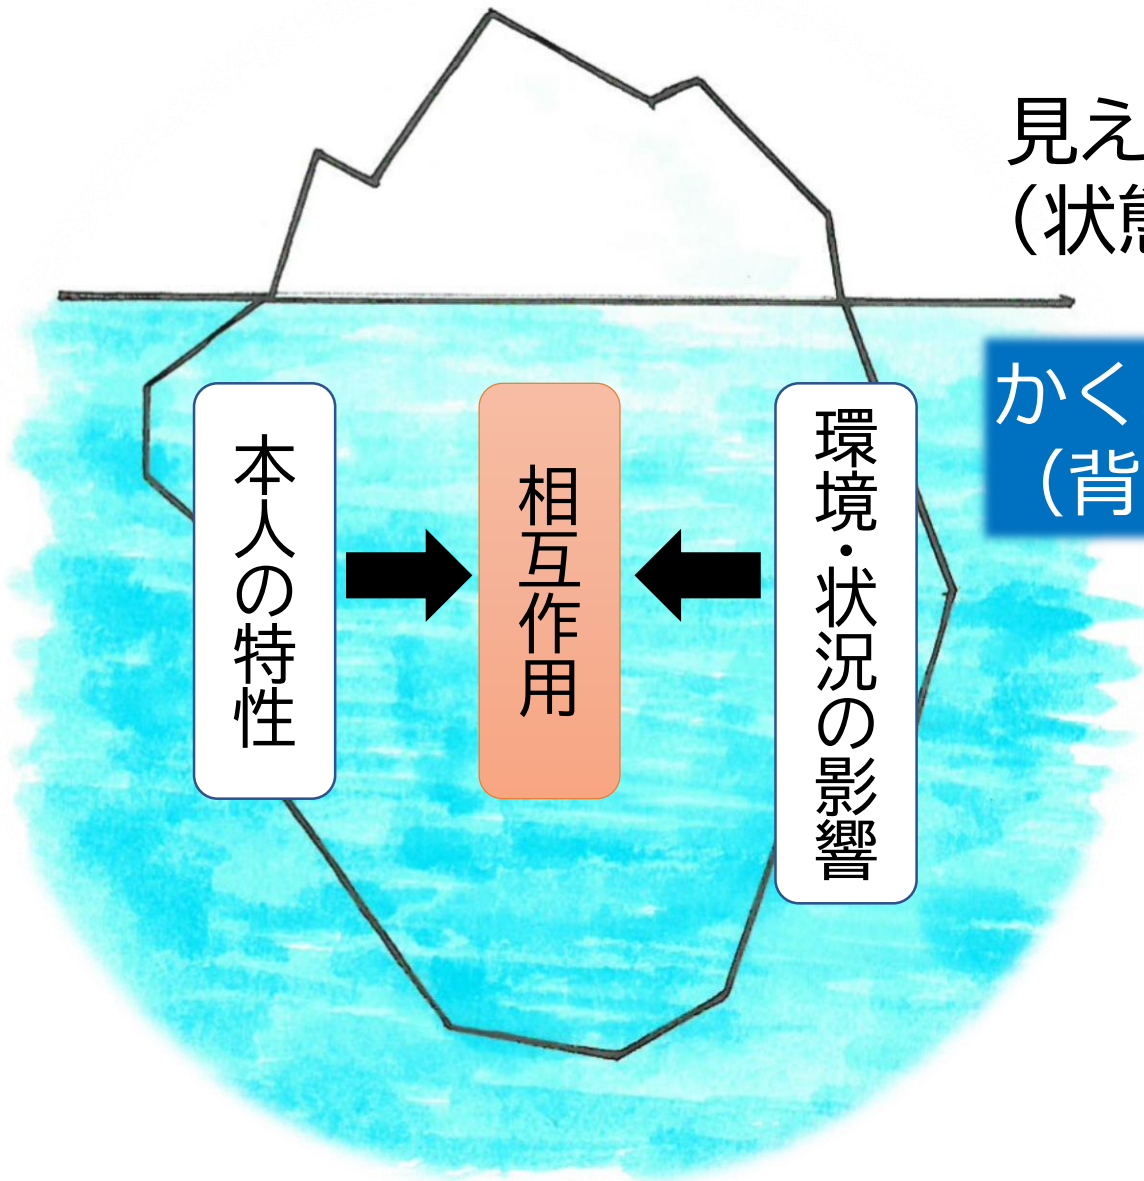 見え
（状態
かく
（背
本人の特性
相互作用
環境・状況の影響